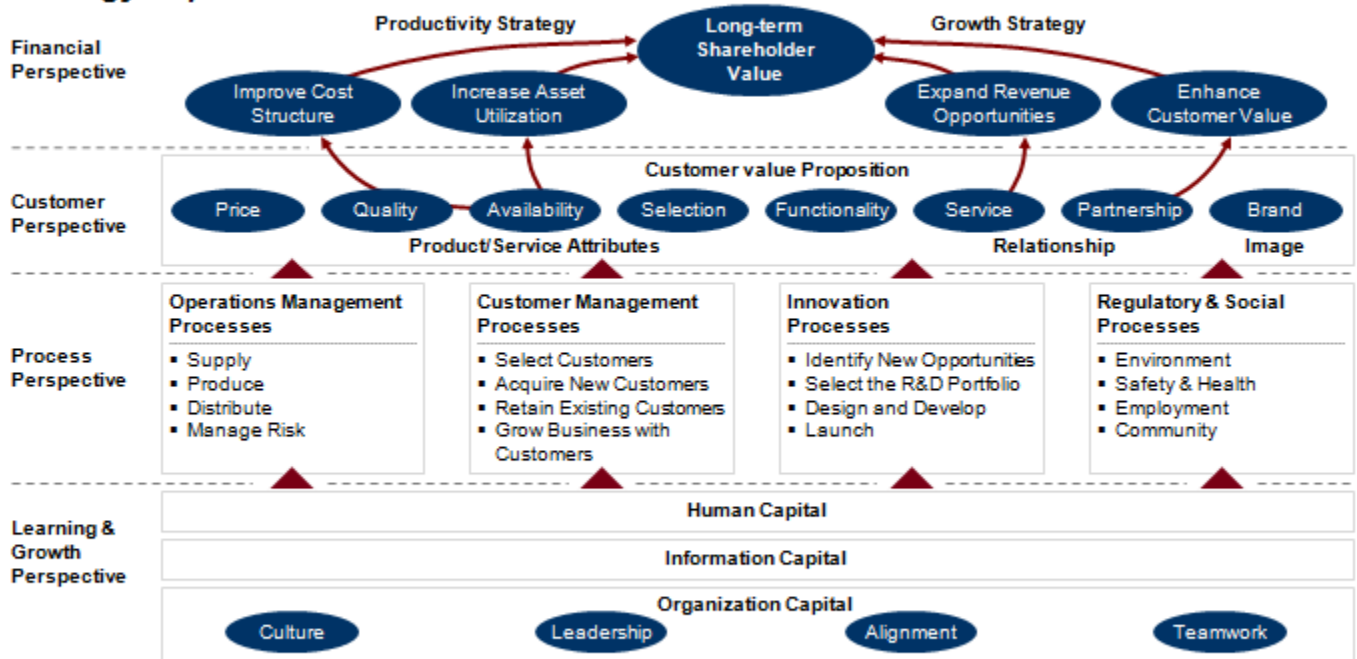 Productivity Strategy
Long-term
Shareholder
Value
Growth Strategy
Financial
Perspective
Improve Cost
Structure
Increase Asset
Utilization
Expand Revenue
Opportunities
Enhance
Customer Value
Customer
Perspective
Customer value Proposition
Price
Quality
Availability
Selection
Functionality
Service
Partnership
Brand
Product/Service Attributes
Relationship
Image
Process
Perspective
Operations Management
Processes
▪ Supply
▪ Produce
▪ Distribute
▪ Manage Risk
Customer Management
Processes
▪ Select Customers
▪ Acquire New Customers
▪ Retain Existing Customers
▪ Grow Business with
Customers
Innovation
Processes
▪ Identify New Opportunities
▪ Select the R&D Portfolio
▪ Design and Develop
▪ Launch
Regulatory & Social
Processes
▪ Environment
▪ Safety & Health
▪ Employment
▪ Community
Learning &
Growth
Perspective
Human Capital
Information Capital
Organization Capital
Culture
Leadership
Alignment
Teamwork